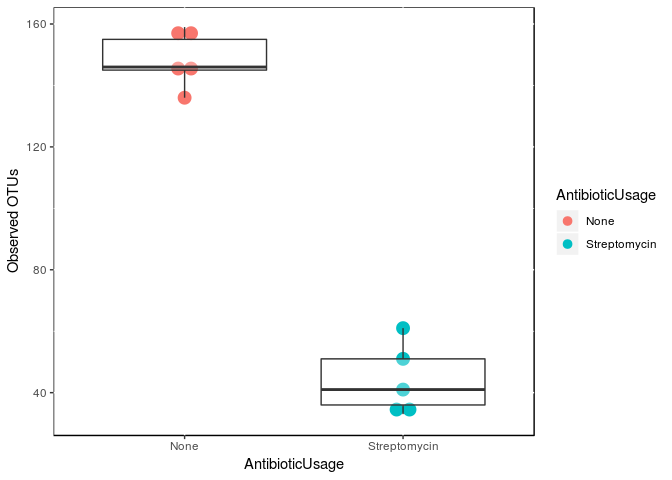 160
120
80
40
Observed OTUs
None
Streptomycin
AntibioticUsage
AntibioticUsage
None
Streptomycin